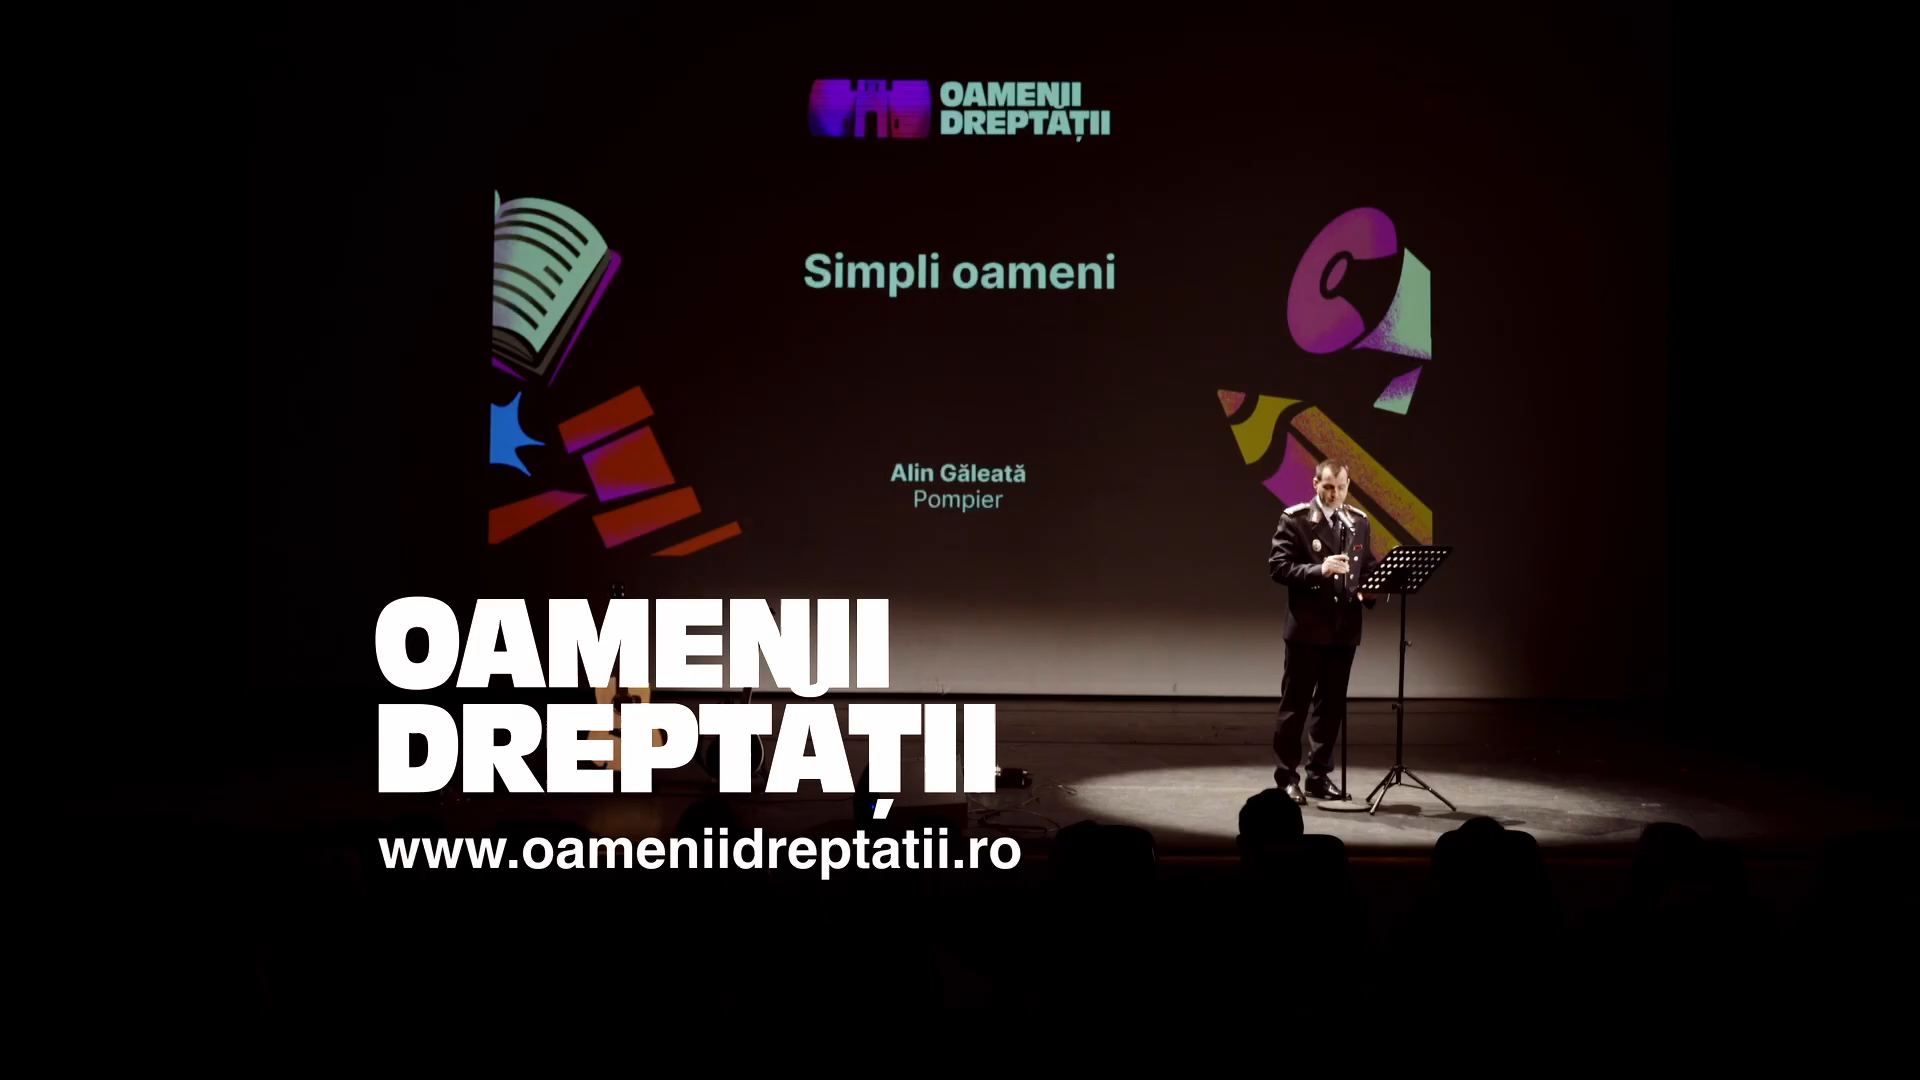 OAMENII
DREPTĂȚII
Simpli oameni
Alin Găleată
Pompier
OAMENII
DREPTĂȚII
www.oameniidreptatii.ro